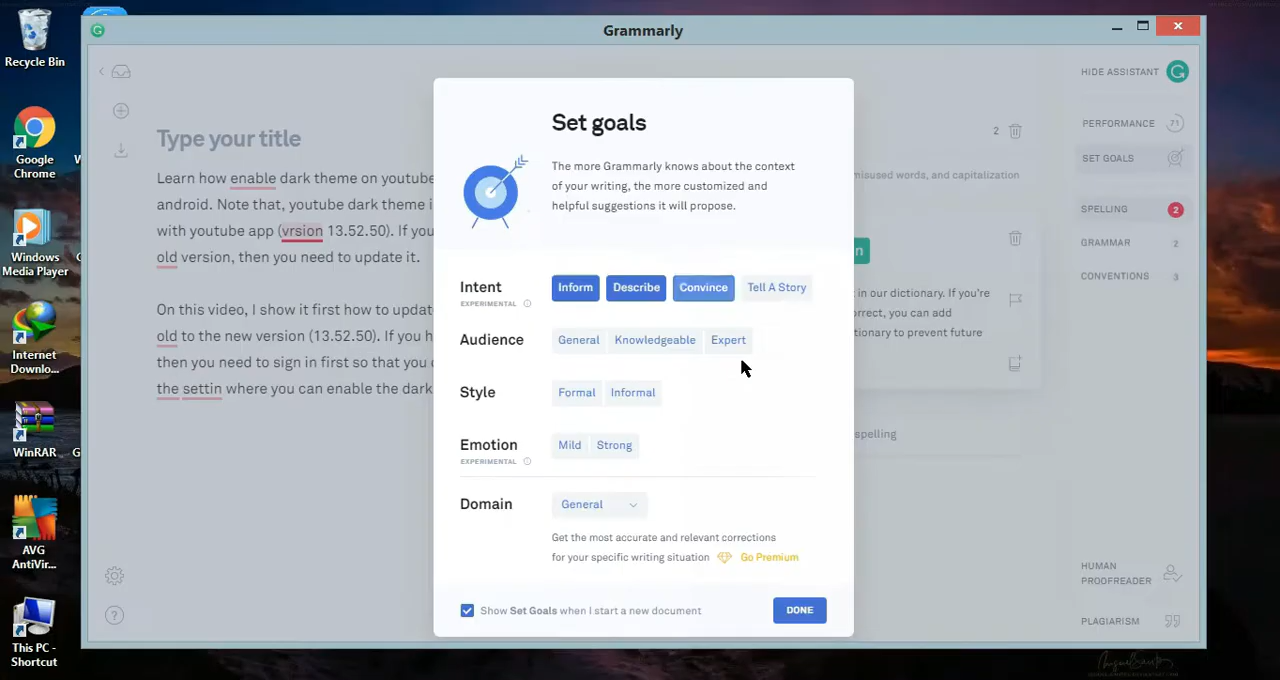 Grammarly
Recycle Bin
Google
Chrome
Windows
Media Player
Internet
Downlo...
WinRAR
AVG
AntiVir...
This PC -
Shortcut
Type your title
Learn how enable dark theme on youtube
android. Note that, youtube dark theme i
with youtube app (vrsion 13.52.50). If you
old version, then you need to update it.
On this video, I show it first how to updat
old to the new version (13.52.50). If you h
then you need to sign in first so that you
the settin where you can enable the dark
Set goals
The more Grammarly knows about the context
of your writing, the more customized and
helpful suggestions it will propose.
Intent
EXPERIMENTAL
Inform Describe Convince Tell A Story
Audience General Knowledgeable Expert
Style Formal Informal
Emotion
EXPERIMENTAL
Mild Strong
Domain General
Get the most accurate and relevant corrections
for your specific writing situation Go Premium
Show Set Goals when I start a new document
DONE
2
misused words, and capitalization
n
t in our dictionary. If you're
orrect, you can add
tionary to prevent future
spelling
HIDE ASSISTANT
PERFORMANCE 71
SET GOALS
SPELLING 2
GRAMMAR 2
CONVENTIONS 3
HUMAN
PROOFREADER
PLAGIARISM